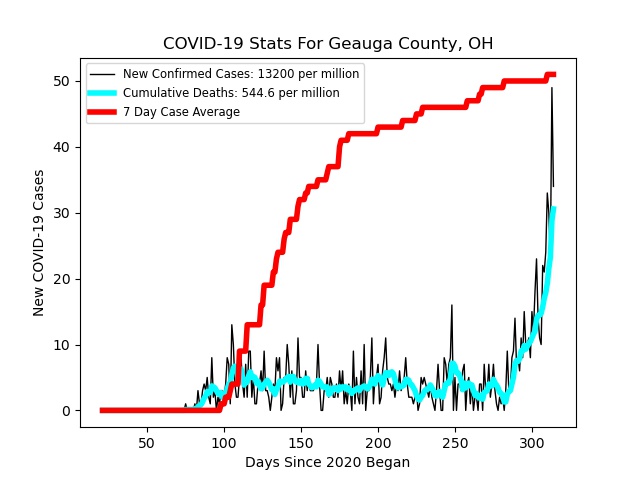 COVID-19 Stats For Geauga County, OH
New Confirmed Cases: 13200 per million
Cumulative Deaths: 544.6 per million
7 Day Case Average
New COVID-19 Cases
50
40
30
20
10
0
50
100
150
200
250
300
Days Since 2020 Began